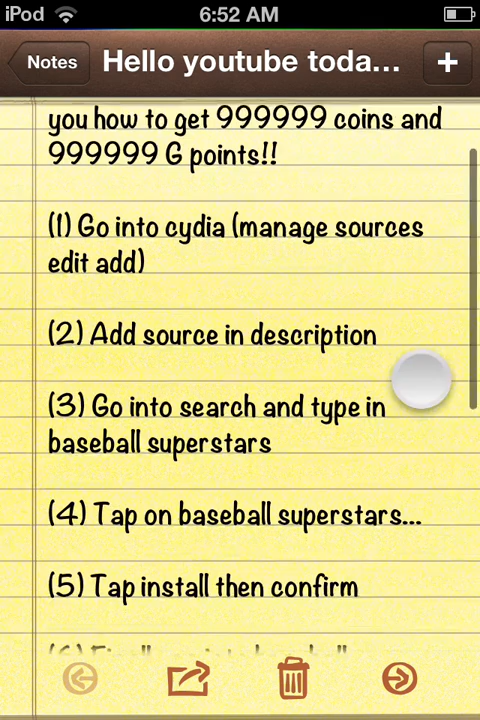 iPod 6:52 AM
Notes Hello youtube toda... +
you how to get 999999 coins and
999999 G points!!
(1) Go into cydia (manage sources
edit add)
(2) Add source in description
(3) Go into search and type in
baseball superstars
(4) Tap on baseball superstars...
(5) Tap install then confirm